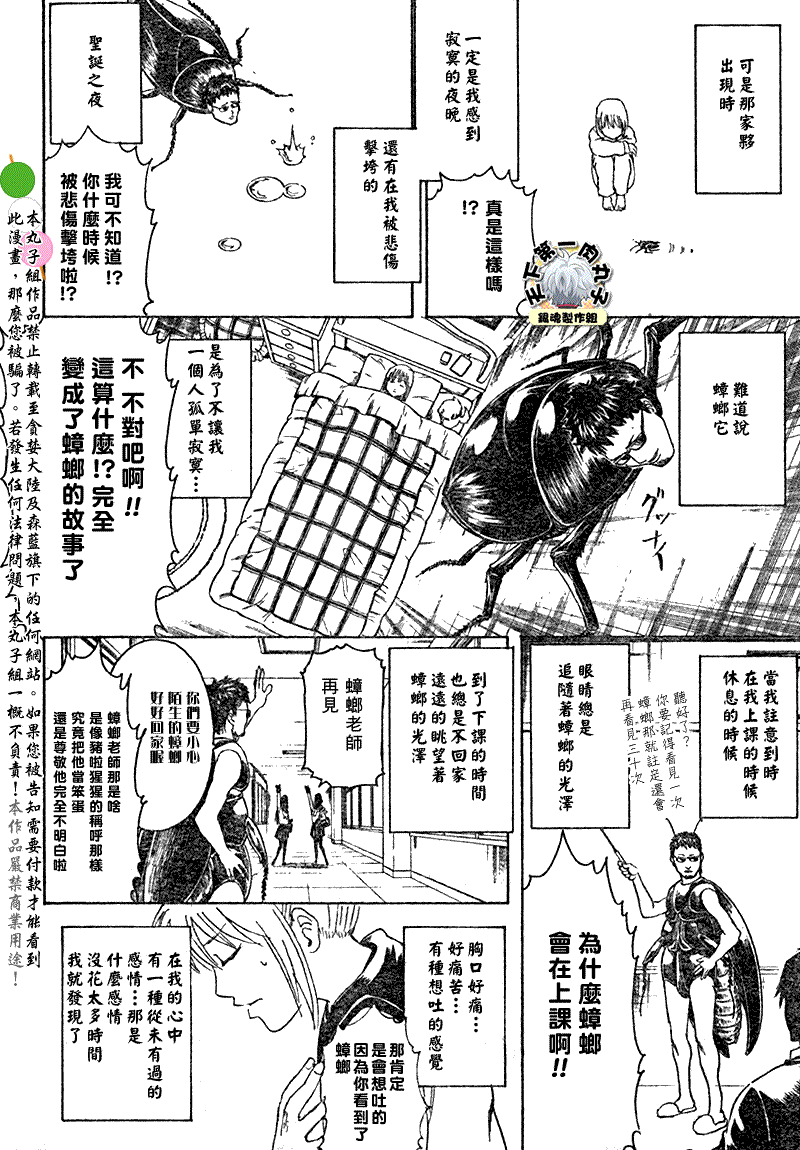 可是那家夥
出現時
一定是我感到
寂寞的夜晚
真是這樣嗎
!?
還有在我被悲傷
擊垮的
聖誕之夜
我可不知道!?
你什麼時候
被悲傷擊垮啦!?
天下第一肉丸子
銀魂製作組
難道說
蟑螂它
グッナイ
是為了不讓我
一個人孤單寂寞…
不 不對吧啊!!
這算什麼!?完全
變成了蟑螂的故事了
當我註意到時
在我上課的時候
休息的時候
聽好了?
你要記得看見一次
蟑螂那就註定還會
再看見三十次
眼睛總是
追隨著蟑螂的光澤
為什麼蟑螂
會在上課啊!!
到了下課的時間
也總是不回家
遠遠的眺望著
蟑螂的光澤
蟑螂老師
再見
你們要小心
陌生的蟑螂
好好回家喔
蟑螂老師那是啥
是像豬啦猩猩的稱呼那樣
究竟把他當笨蛋
還是尊敬他完全不明白啦
胸口好痛…
好痛苦…
有種想吐的感覺
那肯定
是會想吐的
因為你看到了
蟑螂
在我的心中
有一種從未有過的
感情…那是
什麼感情
沒花太多時間
我就發現了
本丸子組作品禁止轉載至貪婪大陸及森藍旗下的任何網站。如果您被告知需要付款才能看到
此漫畫，那麼您被騙了。若發生任何法律問題，本丸子組一概不負責！本作品嚴禁商業用途！